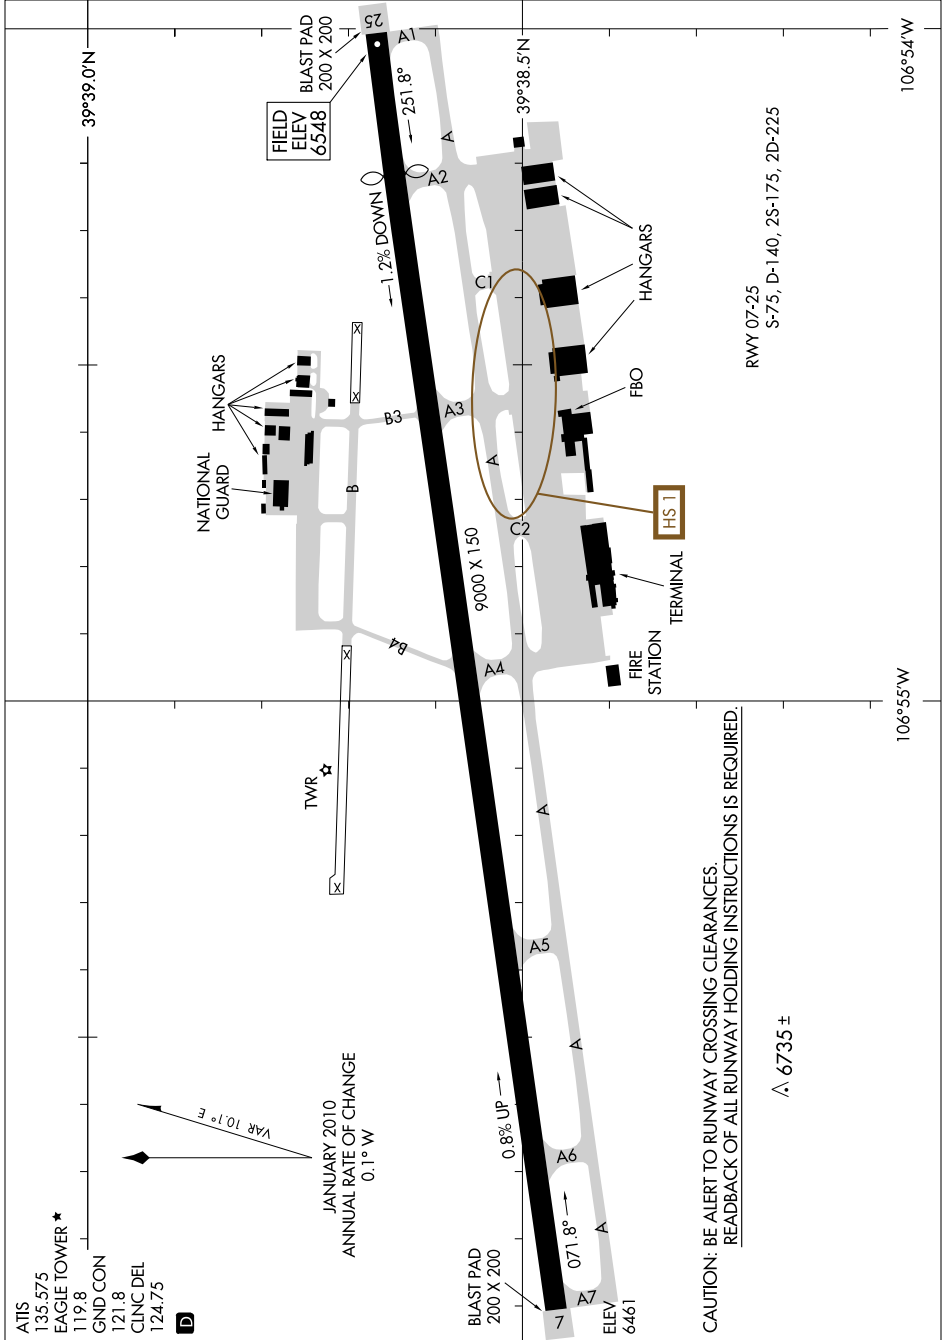 ATIS
135.575
EAGLE TOWER ★
119.8
GND CON
121.8
CLNC DEL
124.75
D
VAR 10.1° E
JANUARY 2010
ANNUAL RATE OF CHANGE
0.1° W
39°39.0'N
39°38.5'N
106°54'W
106°55'W
BLAST PAD
200 X 200
25
FIELD
ELEV
6548
A1
251.8°
A
A2
1.2% DOWN
C1
HANGARS
HANGARS
NATIONAL
GUARD
B
B3
A3
A
FBO
HS 1
C2
9000 X 150
TERMINAL
FIRE
STATION
B4
A4
X
X
X
X
TWR
A
A5
A
0.8% UP
A6
071.8°
A
A7
BLAST PAD
200 X 200
7
ELEV
6461
RWY 07-25
S-75, D-140, 2S-175, 2D-225
CAUTION: BE ALERT TO RUNWAY CROSSING CLEARANCES.
READBACK OF ALL RUNWAY HOLDING INSTRUCTIONS IS REQUIRED.
6735 ±